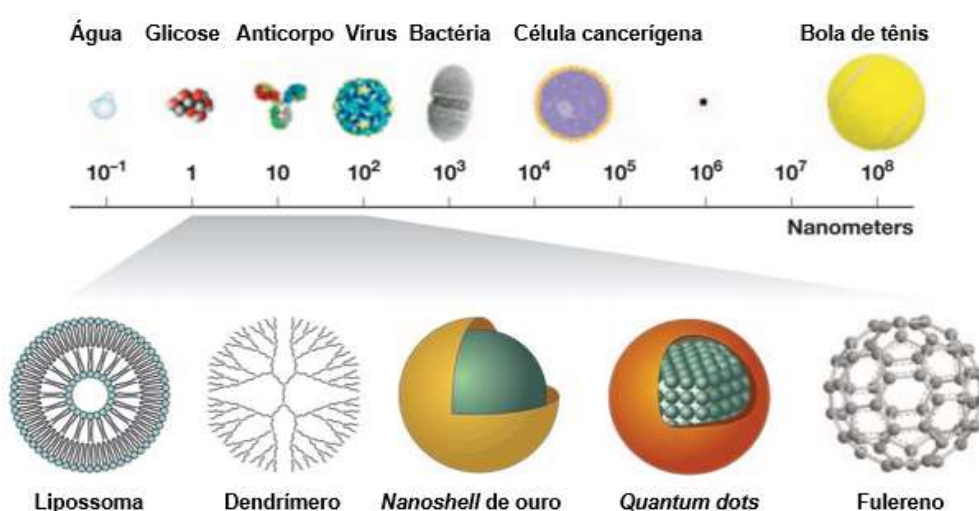 Água Glicose Anticorpo Vírus Bactéria Célula cancerígena Bola de tênis
10⁻¹ 1 10 10² 10³ 10⁴ 10⁵ 10⁶ 10⁷ 10⁸
Nanometers
Lipossoma Dendrímero Nanoshell de ouro Quantum dots Fulereno